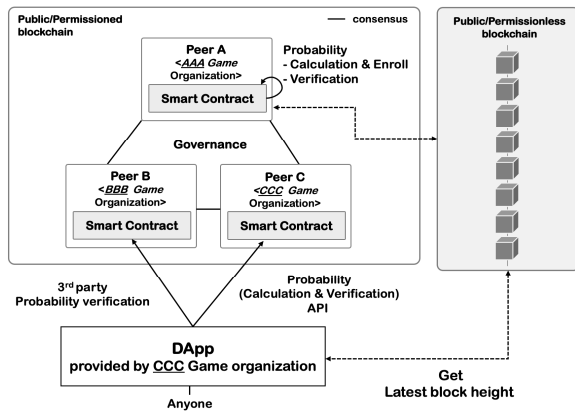 Public/Permissioned
blockchain
consensus
Public/Permissionless
blockchain
Peer A
<AAA Game
Organization>
Smart Contract
Probability
- Calculation & Enroll
- Verification
Governance
Peer B
<BBB Game
Organization>
Smart Contract
Peer C
<CCC Game
Organization>
Smart Contract
3rd party
Probability verification
Probability
(Calculation & Verification)
API
DApp
provided by CCC Game organization
Get
Latest block height
Anyone